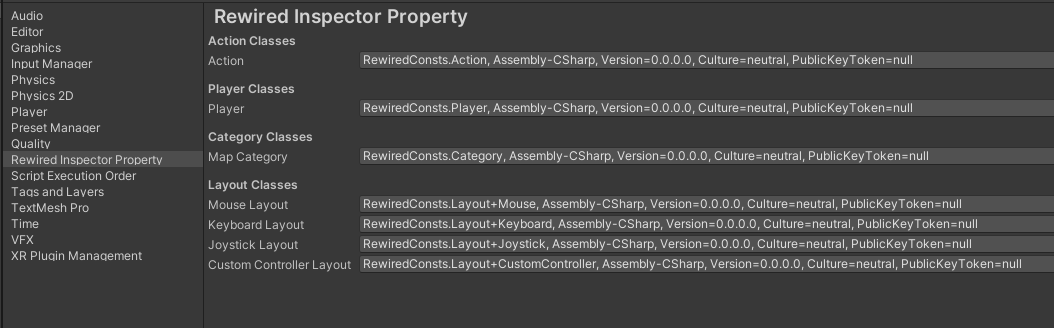 Audio
Editor
Graphics
Input Manager
Physics
Physics 2D
Player
Preset Manager
Quality
Rewired Inspector Property
Script Execution Order
Tags and Layers
TextMesh Pro
Time
VFX
XR Plugin Management
Rewired Inspector Property
Action Classes
Action RewiredConsts.Action, Assembly-CSharp, Version=0.0.0.0, Culture=neutral, PublicKeyToken=null
Player Classes
Player RewiredConsts.Player, Assembly-CSharp, Version=0.0.0.0, Culture=neutral, PublicKeyToken=null
Category Classes
Map Category RewiredConsts.Category, Assembly-CSharp, Version=0.0.0.0, Culture=neutral, PublicKeyToken=null
Layout Classes
Mouse Layout RewiredConsts.Layout+Mouse, Assembly-CSharp, Version=0.0.0.0, Culture=neutral, PublicKeyToken=null
Keyboard Layout RewiredConsts.Layout+Keyboard, Assembly-CSharp, Version=0.0.0.0, Culture=neutral, PublicKeyToken=null
Joystick Layout RewiredConsts.Layout+Joystick, Assembly-CSharp, Version=0.0.0.0, Culture=neutral, PublicKeyToken=null
Custom Controller Layout RewiredConsts.Layout+CustomController, Assembly-CSharp, Version=0.0.0.0, Culture=neutral, PublicKeyToken=null